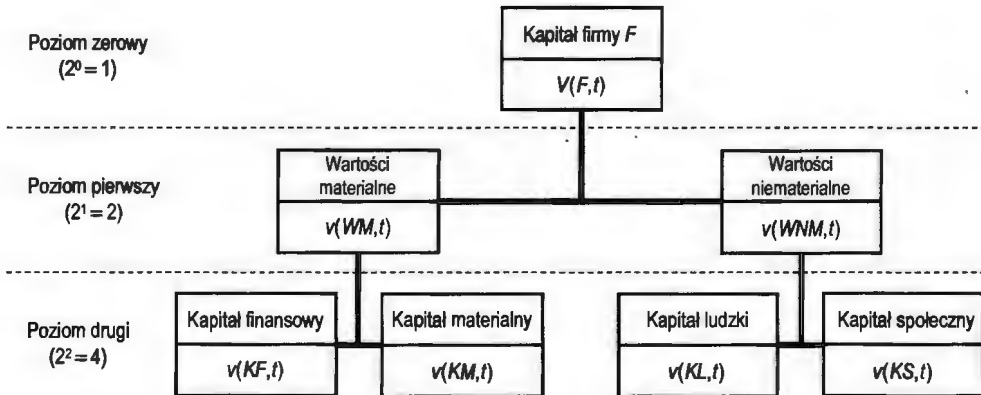 Poziom zerowy
(2⁰ = 1)
Kapitał firmy F
V(F,t)
Poziom pierwszy
(2¹ = 2)
Wartości
materialne
v(WM,t)
Wartości
niematerialne
v(WNM,t)
Poziom drugi
(2² = 4)
Kapitał finansowy
v(KF,t)
Kapitał materialny
v(KM,t)
Kapitał ludzki
v(KL,t)
Kapitał społeczny
v(KS,t)